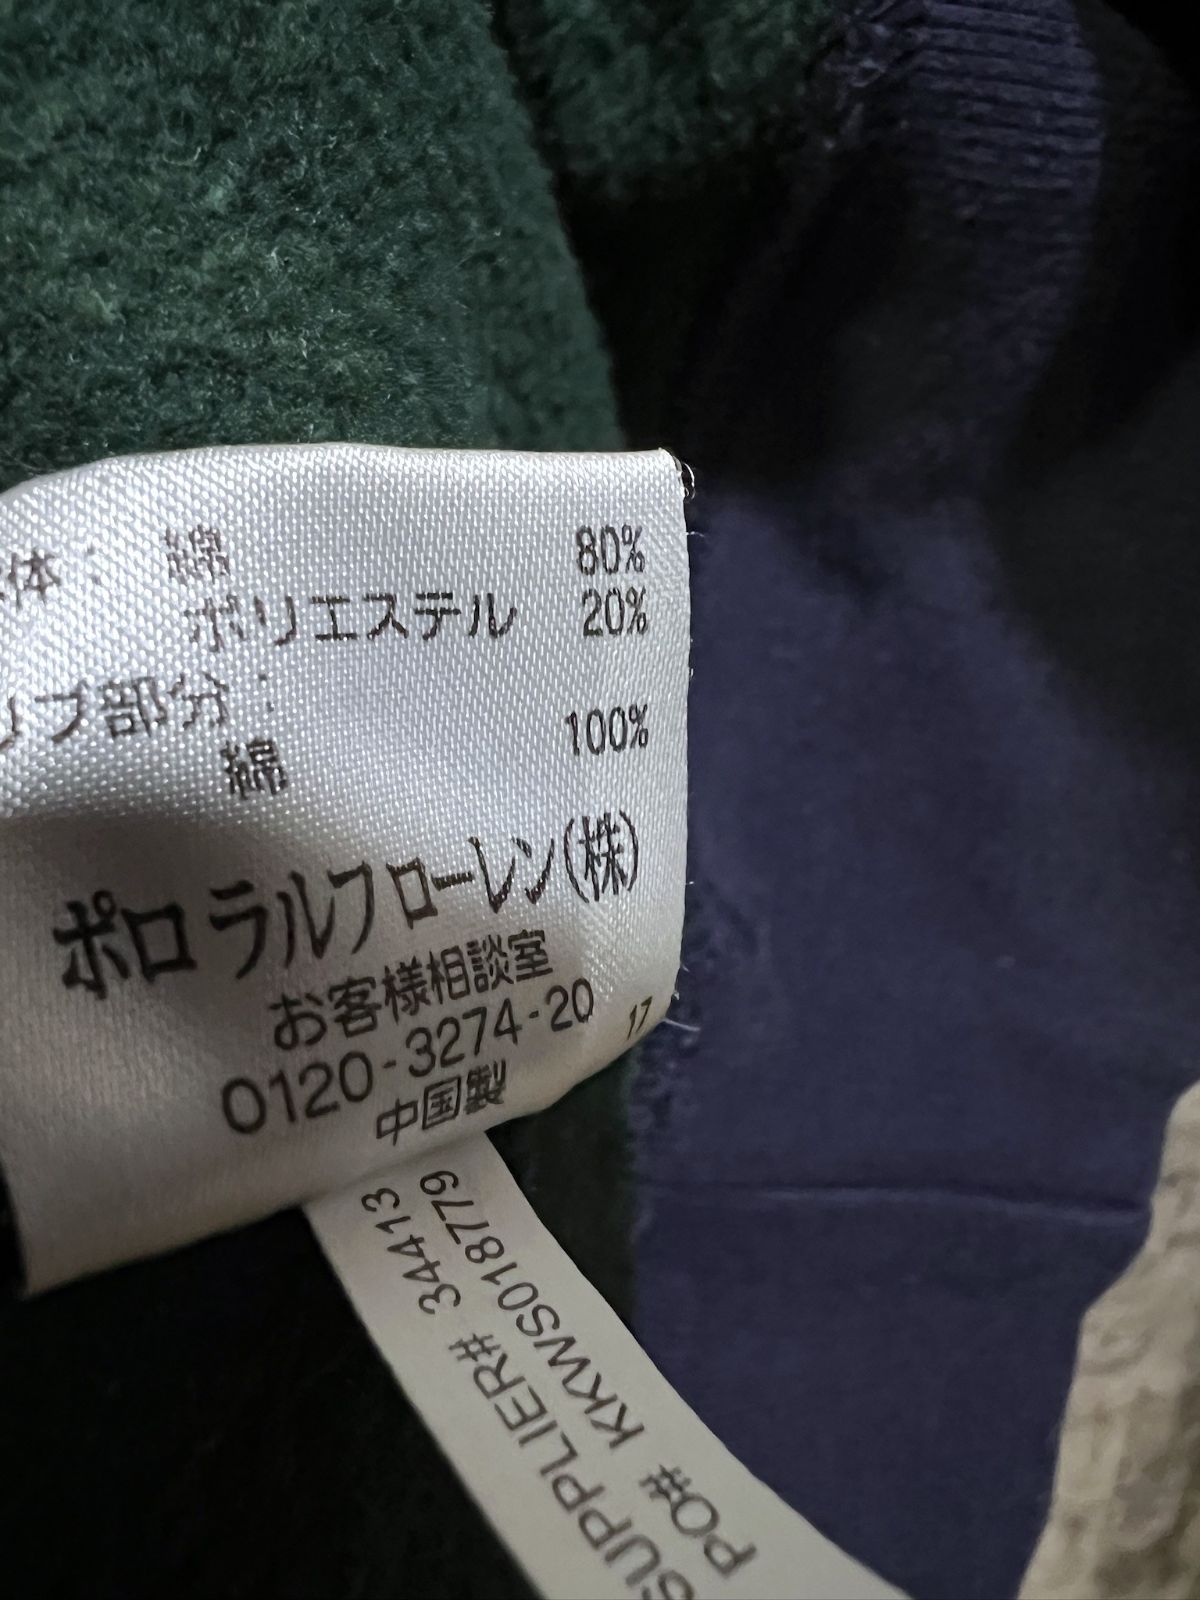 体： 綿 80%
ポリエステル 20%
リブ部分：
綿 100%
ポロ ラルフ ローレン(株)
お客様相談室
0120-3274-20
中国製
17
SUPPLIER# 34413
PO# KKWS018779